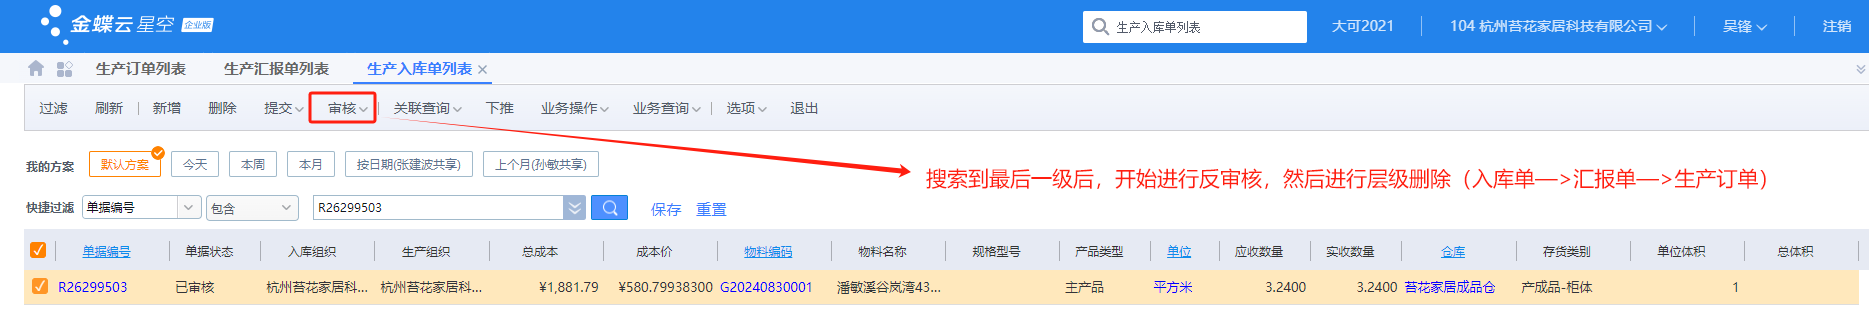 金蝶云 星空 企业版 生产入库单列表 大可2021 104 杭州苔花家居科技有限公司 吴锋 注销
生产订单列表 生产汇报单列表 生产入库单列表
过滤 刷新 新增 删除 提交 审核 关联查询 下推 业务操作 业务查询 选项 退出
我的方案 默认方案 今天 本周 本月 按日期(张建波共享) 上个月(孙敏共享)
搜索到最后一级后，开始进行反审核，然后进行层级删除（入库单—>汇报单—>生产订单）
快捷过滤 单据编号 包含 R26299503 保存 重置
单据编号 单据状态 入库组织 生产组织 总成本 成本价 物料编码 物料名称 规格型号 产品类型 单位 应收数量 实收数量 仓库 存货类别 单位体积 总体积
R26299503 已审核 杭州苔花家居科... 杭州苔花家居科... ¥1,881.79 ¥580.79938300 G20240830001 潘敏溪谷岚湾43... 主产品 平方米 3.2400 3.2400 苔花家居成品仓 产成品-柜体 1